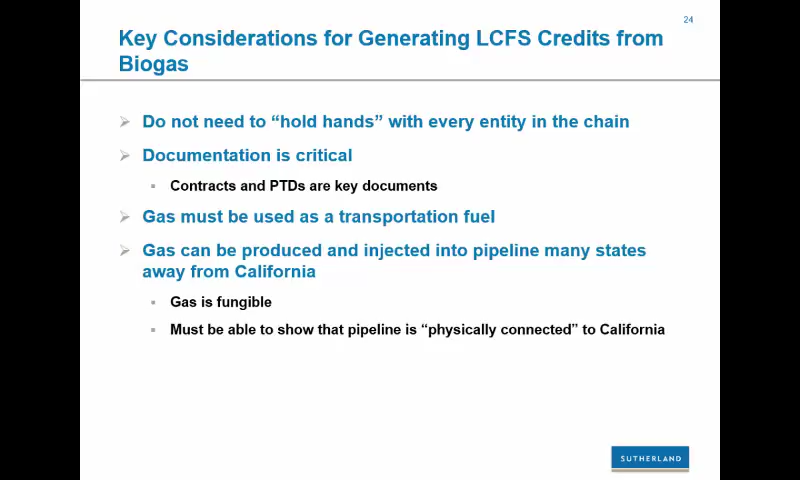 24
Key Considerations for Generating LCFS Credits from
Biogas
Do not need to “hold hands” with every entity in the chain
Documentation is critical
Contracts and PTDs are key documents
Gas must be used as a transportation fuel
Gas can be produced and injected into pipeline many states
away from California
Gas is fungible
Must be able to show that pipeline is “physically connected” to California
SUTHERLAND